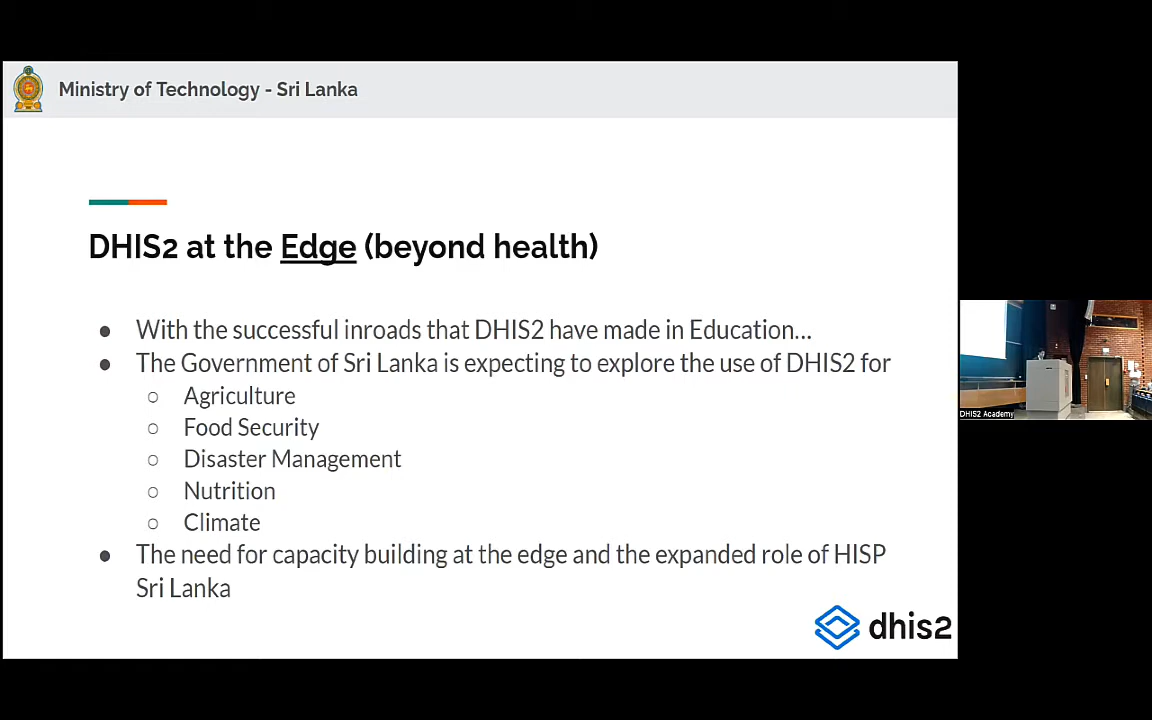 Ministry of Technology - Sri Lanka
DHIS2 at the Edge (beyond health)
● With the successful inroads that DHIS2 have made in Education...
● The Government of Sri Lanka is expecting to explore the use of DHIS2 for
○ Agriculture
○ Food Security
○ Disaster Management
○ Nutrition
○ Climate
● The need for capacity building at the edge and the expanded role of HISP
Sri Lanka
dhis2
DHIS2 Academy